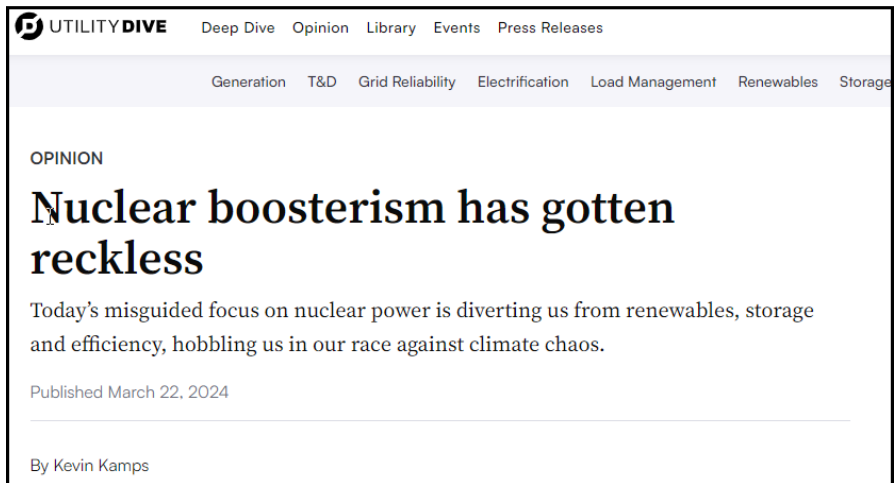 UTILITY DIVE Deep Dive Opinion Library Events Press Releases
Generation T&D Grid Reliability Electrification Load Management Renewables Storage
OPINION
Nuclear boosterism has gotten
reckless
Today's misguided focus on nuclear power is diverting us from renewables, storage
and efficiency, hobbling us in our race against climate chaos.
Published March 22, 2024
By Kevin Kamps